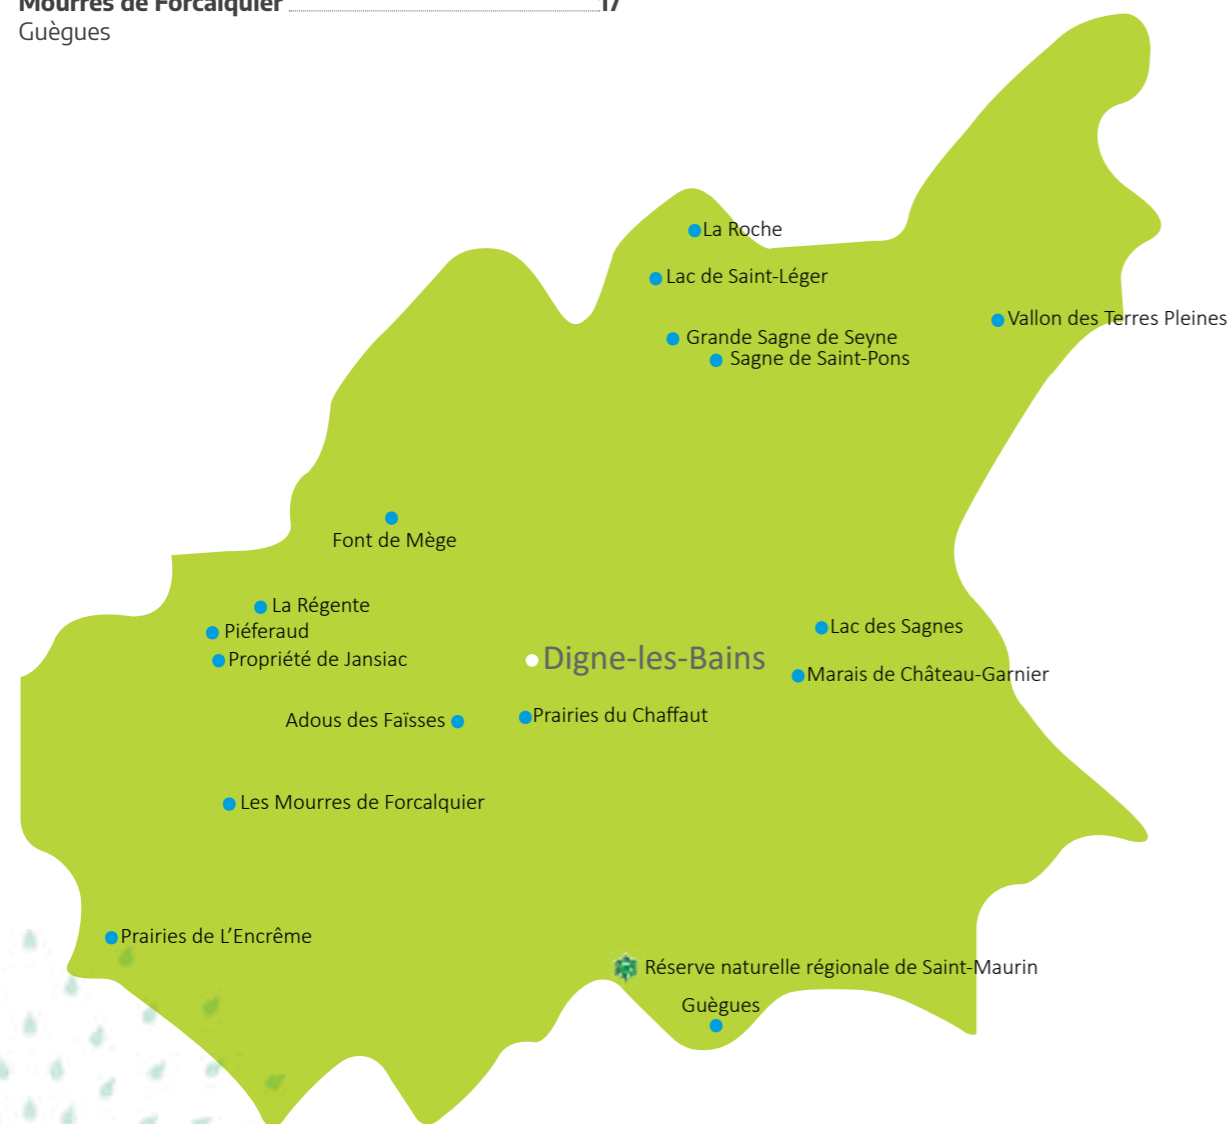 Mourres de Forcalquier 17
Guègues
La Roche
Lac de Saint-Léger
Vallon des Terres Pleines
Grande Sagne de Seyne
Sagne de Saint-Pons
Font de Mège
La Régente
Piéferaud
Lac des Sagnes
Propriété de Jansiac
Digne-les-Bains
Marais de Château-Garnier
Adous des Faïsses
Prairies du Chaffaut
Les Mourres de Forcalquier
Prairies de L’Encrême
Réserve naturelle régionale de Saint-Maurin
Guègues